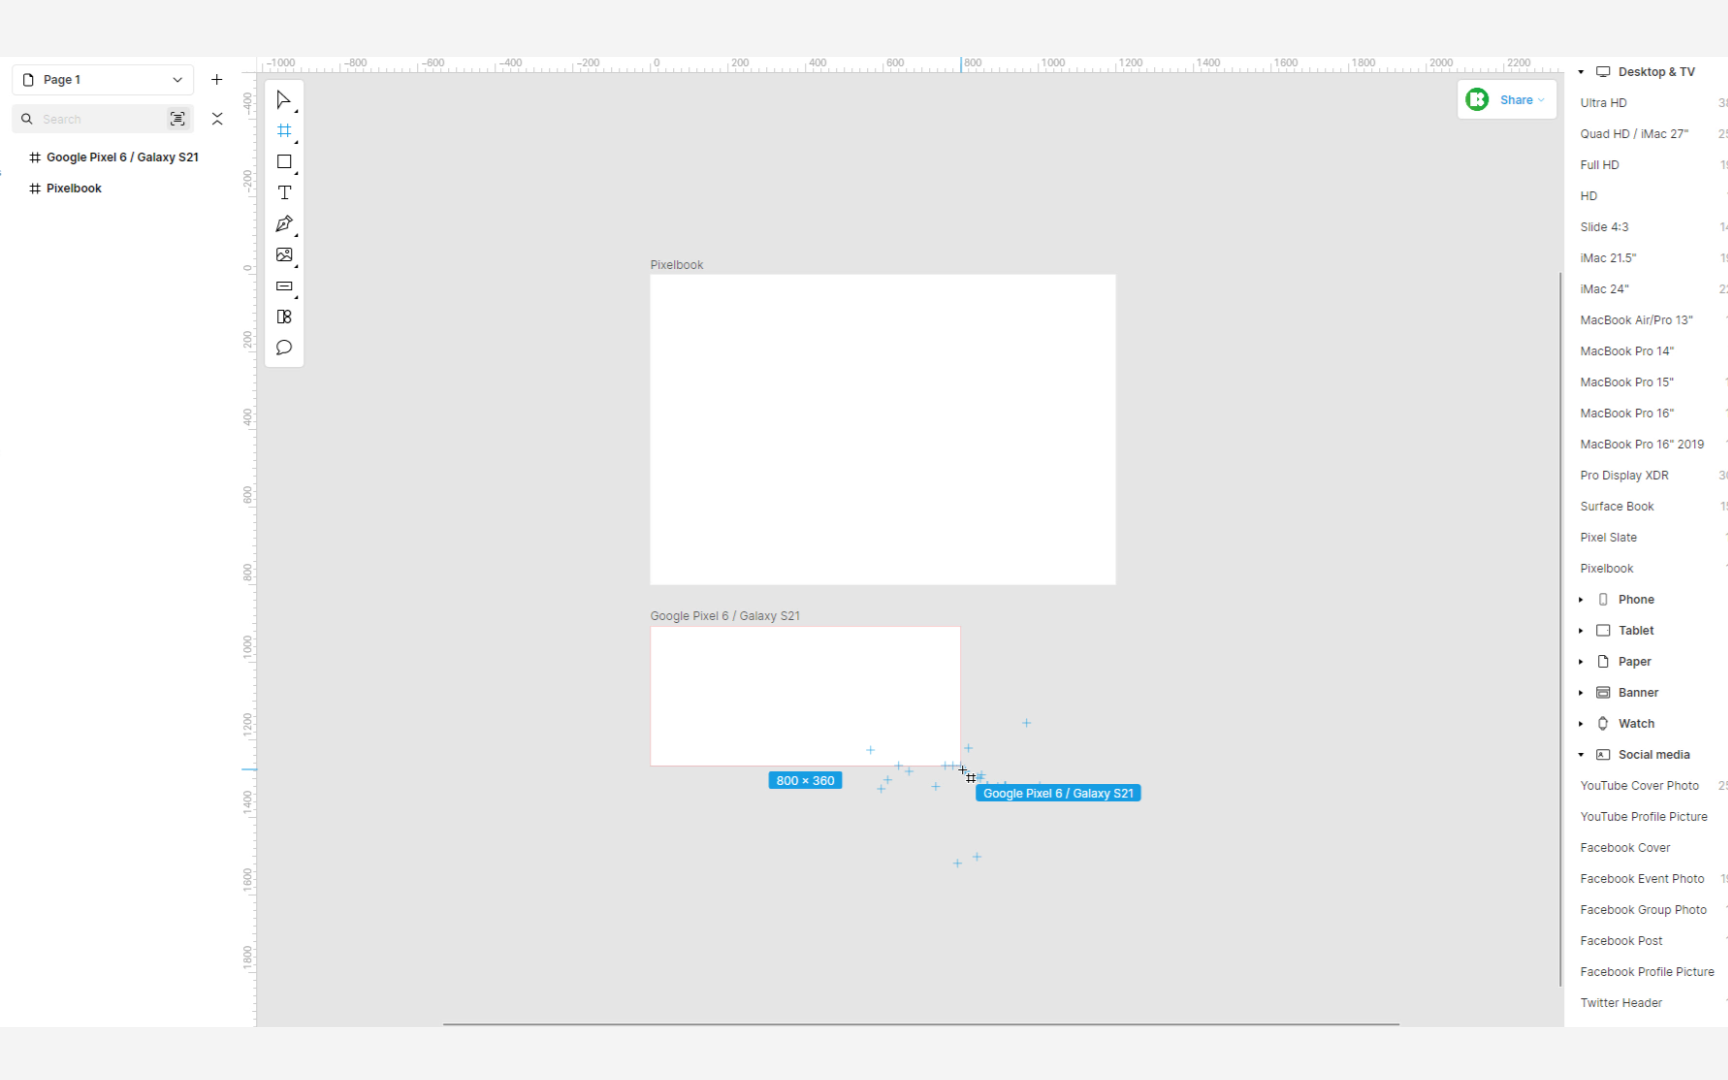 Page 1
Search
Google Pixel 6 / Galaxy S21
Pixelbook
-1000 -800 -600 -400 -200 0 200 400 600 800 1000 1200 1400 1600 1800 2000 2200
-400
-200
0
200
400
600
800
1000
1200
1400
1600
1800
T
Share
Pixelbook
Google Pixel 6 / Galaxy S21
800 × 360
Google Pixel 6 / Galaxy S21
Desktop & TV
Ultra HD
Quad HD / iMac 27"
Full HD
HD
Slide 4:3
iMac 21.5"
iMac 24"
MacBook Air/Pro 13"
MacBook Pro 14"
MacBook Pro 15"
MacBook Pro 16"
MacBook Pro 16" 2019
Pro Display XDR
Surface Book
Pixel Slate
Pixelbook
Phone
Tablet
Paper
Banner
Watch
Social media
YouTube Cover Photo
YouTube Profile Picture
Facebook Cover
Facebook Event Photo
Facebook Group Photo
Facebook Post
Facebook Profile Picture
Twitter Header